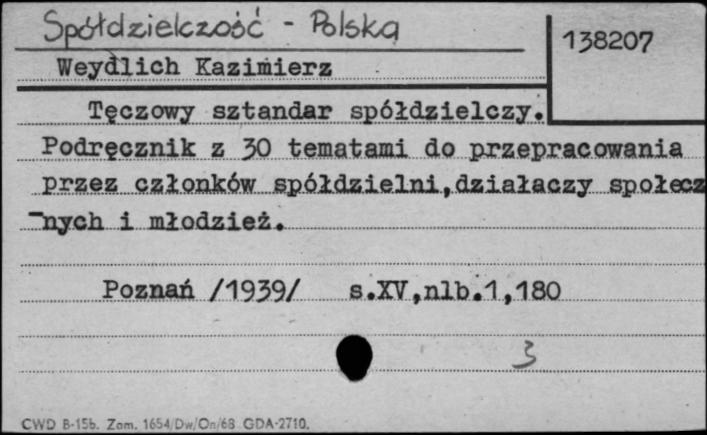 Spółdzielczość - Polska
138207
Weydlich Kazimierz
Tęczowy sztandar spółdzielczy.
Podręcznik z 30 tematami do przepracowania
przez członków spółdzielni,działaczy społecz
-nych i młodzież.
Poznań /1939/ s.XV,nlb.1,180
3
CWD B-15b. Zam. 1654/Dw/On/68 GDA-2710.